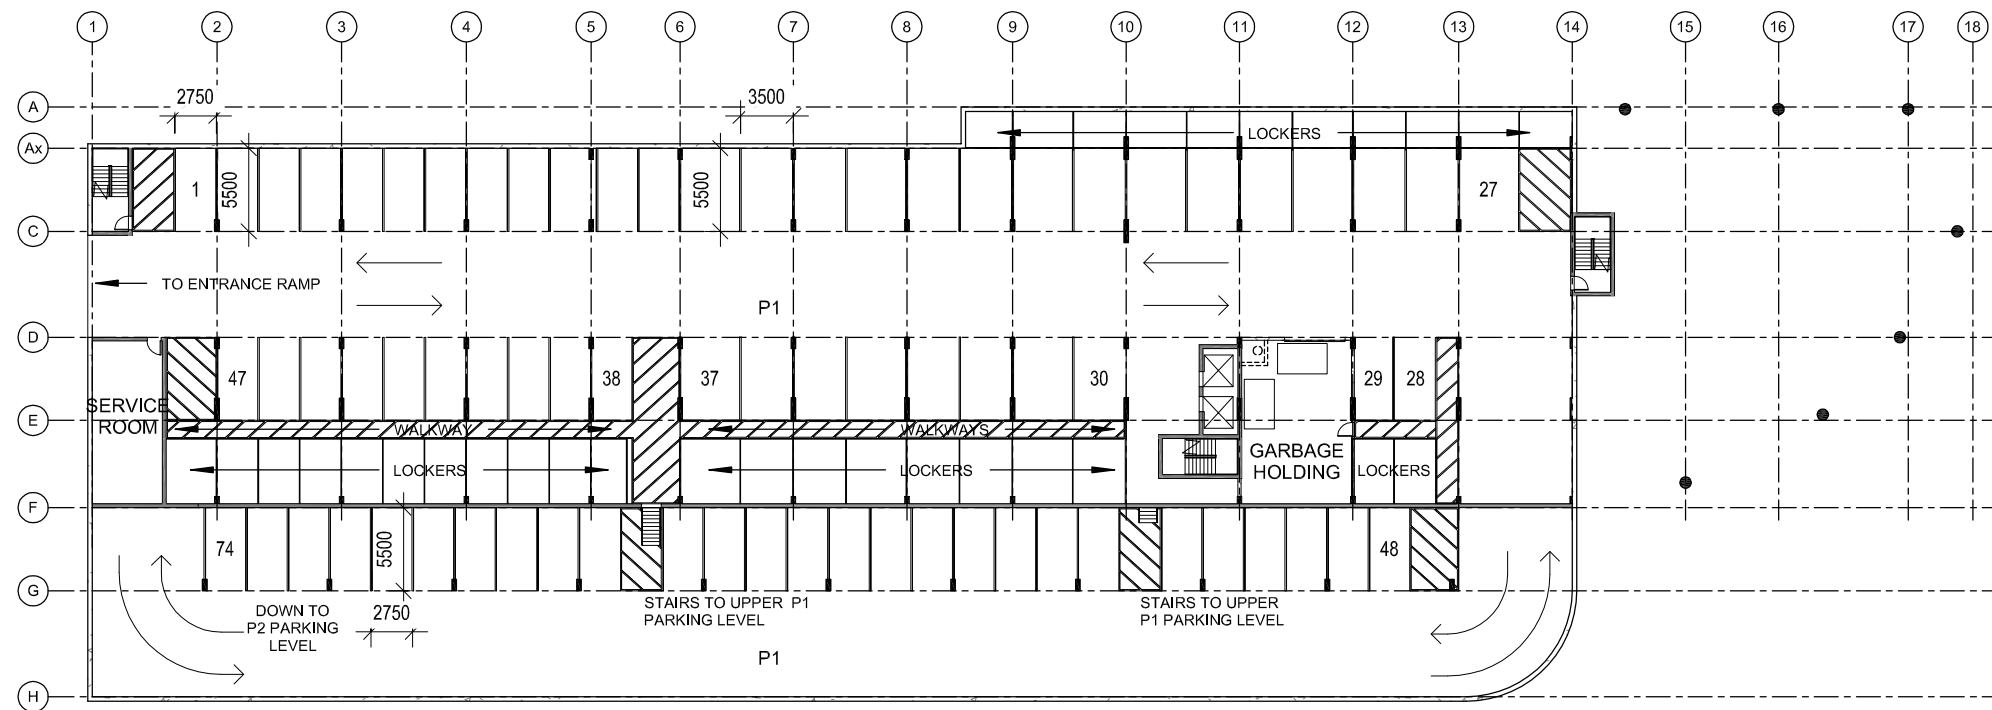 1 2 3 4 5 6 7 8 9 10 11 12 13 14 15 16 17 18
A
2750 3500
LOCKERS
Ax
1 5500 5500 27
C
TO ENTRANCE RAMP
P1
D
47 38 37 30 29 28
SERVICE
ROOM
E
WALKWAY WALKWAYS
GARBAGE
HOLDING
LOCKERS LOCKERS LOCKERS
F
74 5500 48
G
DOWN TO
P2 PARKING
LEVEL
2750
STAIRS TO UPPER P1
PARKING LEVEL
STAIRS TO UPPER
P1 PARKING LEVEL
P1
H